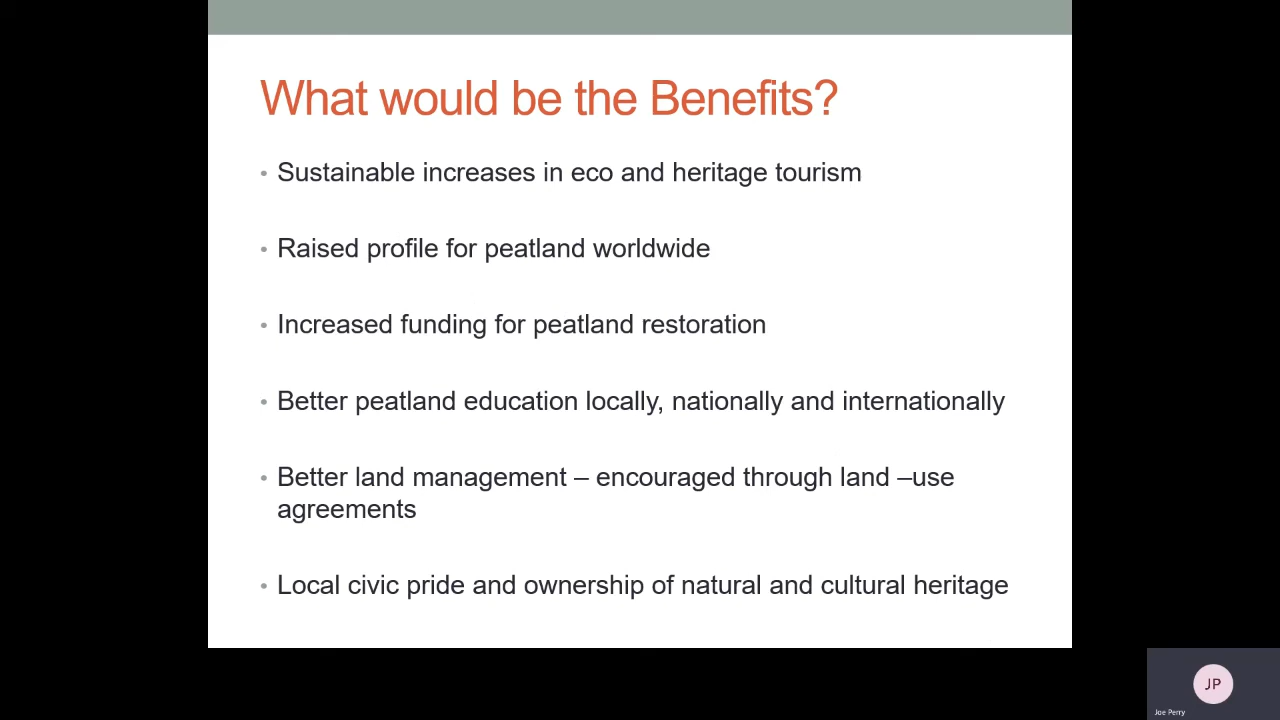 What would be the Benefits?
• Sustainable increases in eco and heritage tourism
• Raised profile for peatland worldwide
• Increased funding for peatland restoration
• Better peatland education locally, nationally and internationally
• Better land management – encouraged through land –use
agreements
• Local civic pride and ownership of natural and cultural heritage
JP
Joe Perry